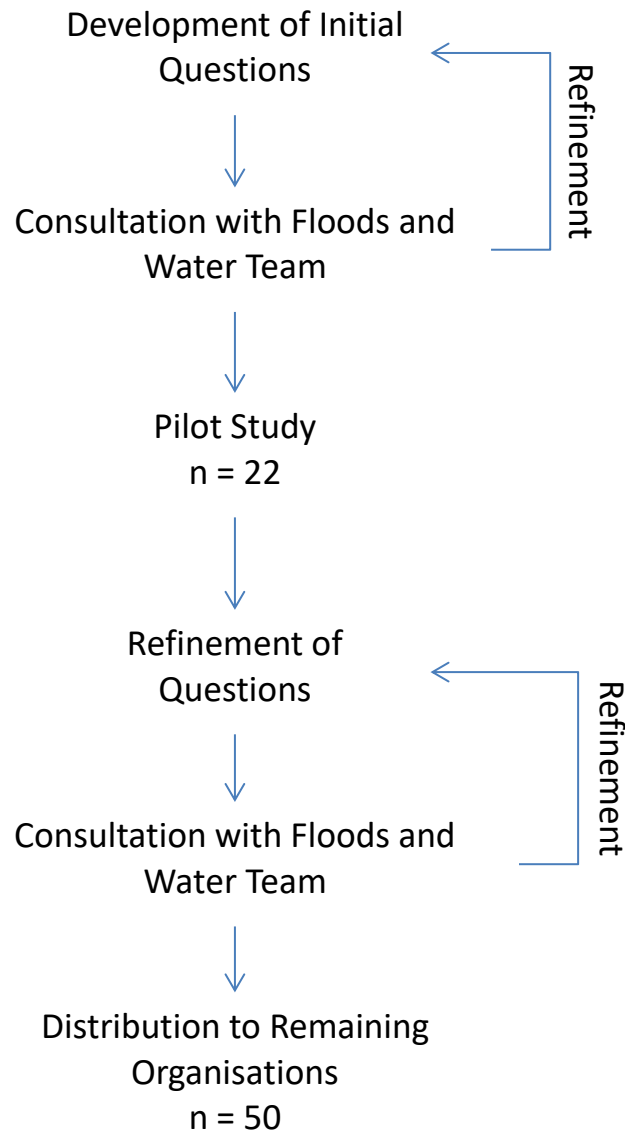 Development of Initial
Questions
Refinement
Consultation with Floods and
Water Team
Pilot Study
n = 22
Refinement of
Questions
Refinement
Consultation with Floods and
Water Team
Distribution to Remaining
Organisations
n = 50